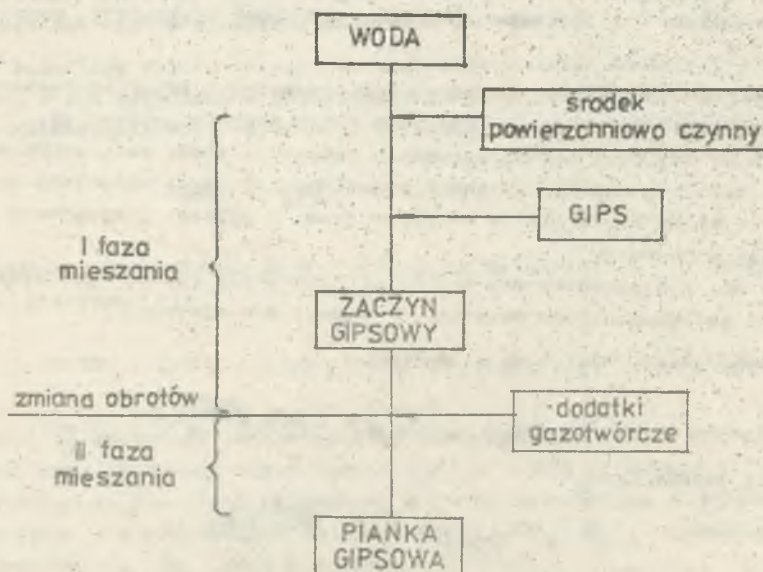 WODA
środek
powierzchniowo czynny
GIPS
I faza
mieszania
ZACZYN
GIPSOWY
zmiana obrotów
dodatki
gazotwórcze
II faza
mieszania
PIANKA
GIPSOWA